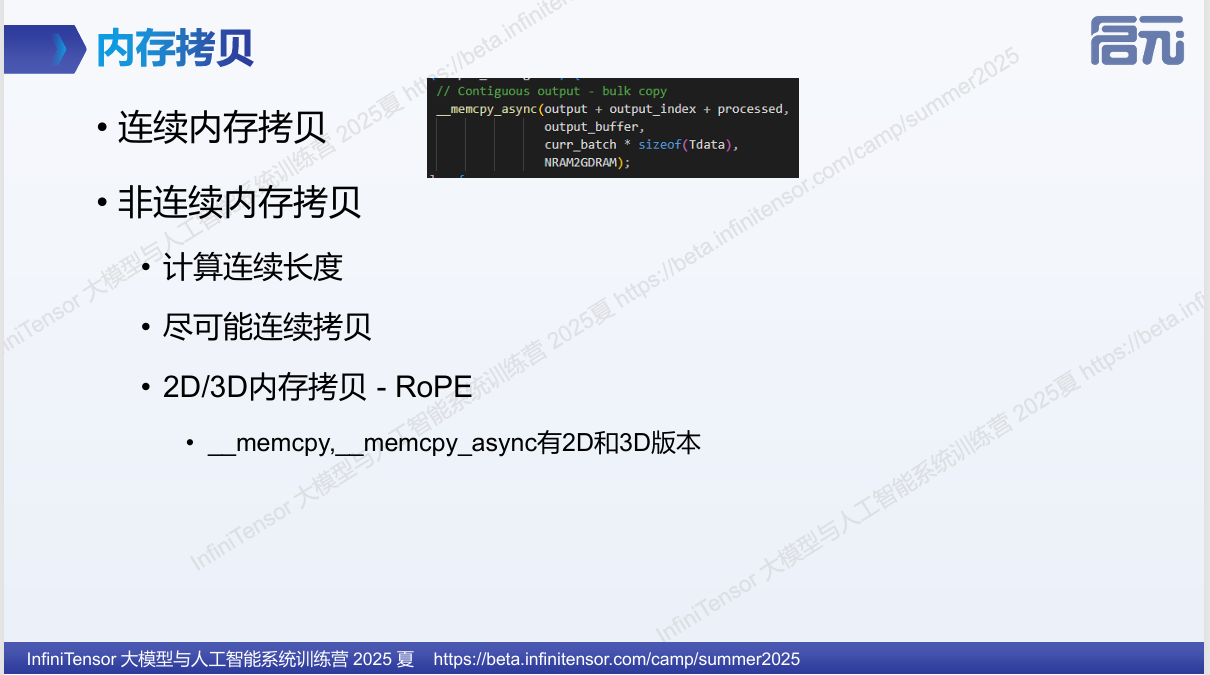 内存拷贝
启元
• 连续内存拷贝
// Contiguous output - bulk copy
__memcpy_async(output + output_index + processed,
output_buffer,
curr_batch * sizeof(Tdata),
NRAM2GDRAM);
• 非连续内存拷贝
• 计算连续长度
• 尽可能连续拷贝
• 2D/3D内存拷贝 - RoPE
• __memcpy,__memcpy_async有2D和3D版本
InfiniTensor 大模型与人工智能系统训练营 2025夏 https://beta.infinitensor.com/camp/summer2025
InfiniTensor 大模型与人工智能系统训练营 2025 夏 https://beta.infinitensor.com/camp/summer2025